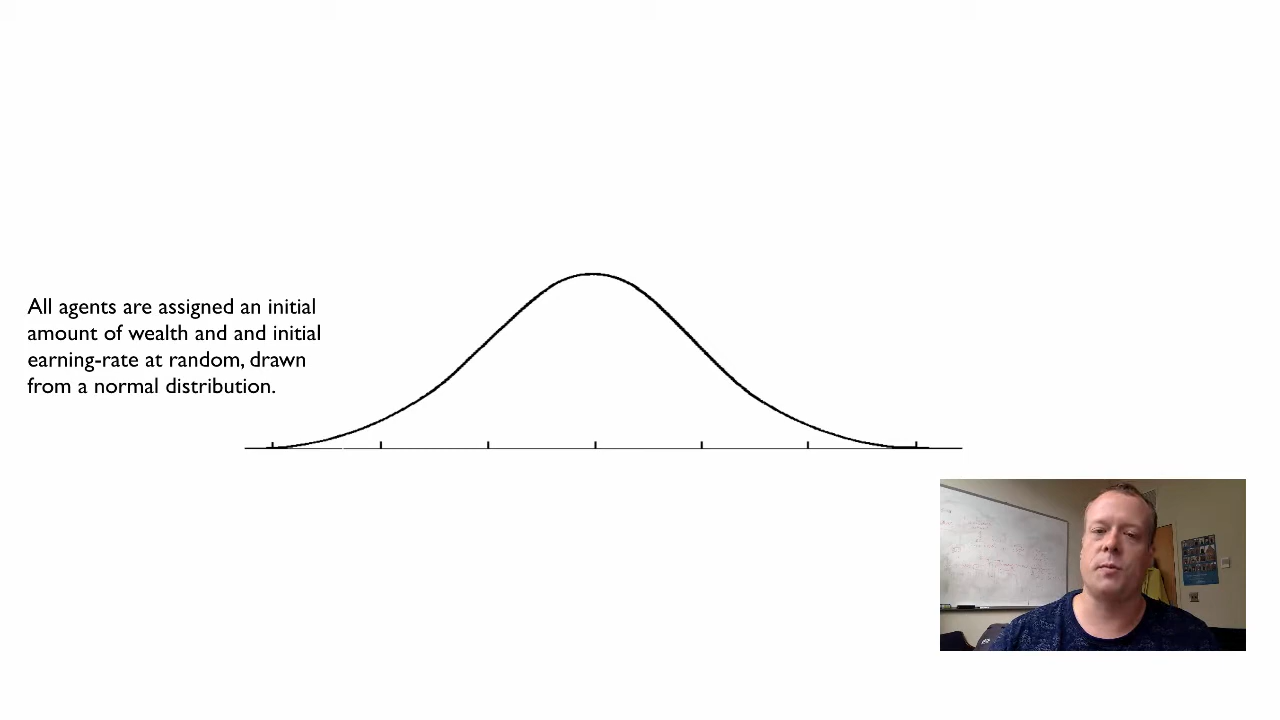 All agents are assigned an initial
amount of wealth and and initial
earning-rate at random, drawn
from a normal distribution.